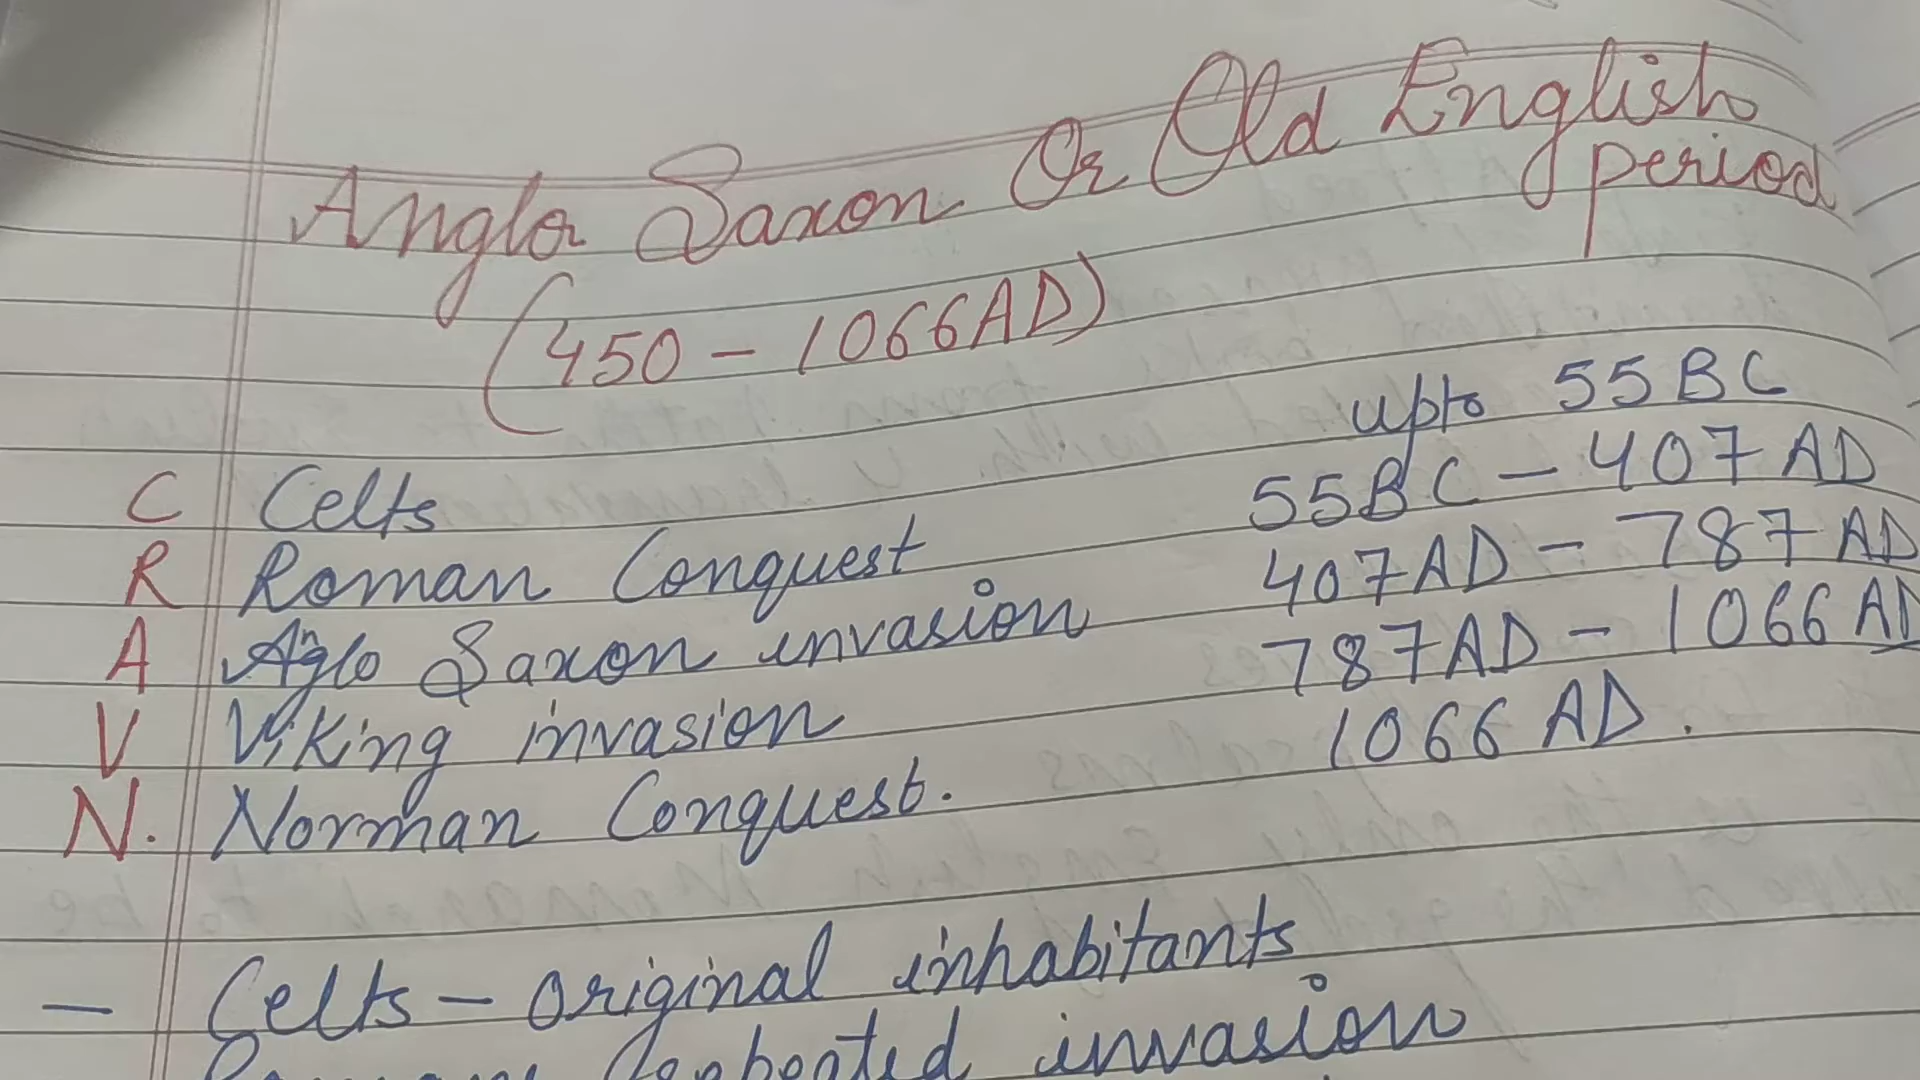 Anglo Saxon Or Old English
period
(450 - 1066AD)
C Celts upto 55BC
R Roman Conquest 55BC - 407 AD
A Anglo Saxon invasion 407AD - 787 AD
V Viking invasion 787AD - 1066 AD
N. Norman Conquest. 1066 AD.
- Celts - original inhabitants
invasion